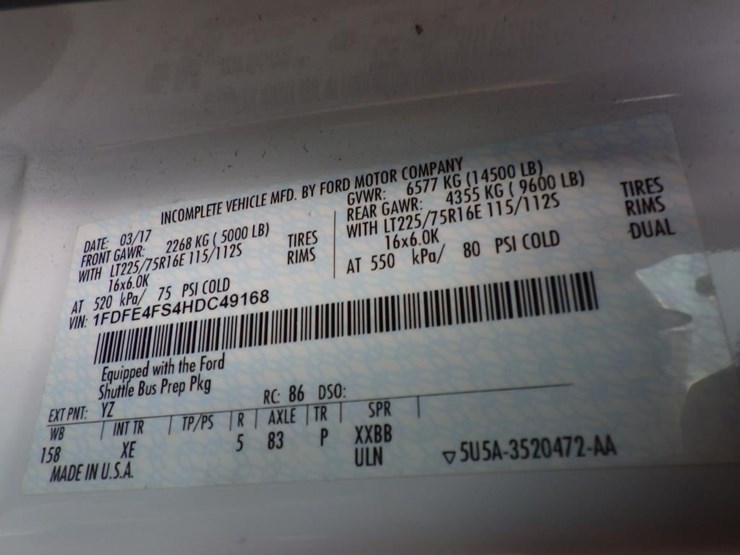 INCOMPLETE VEHICLE MFD. BY FORD MOTOR COMPANY
DATE: 03/17
GVWR: 6577 KG (14500 LB)
FRONT GAWR: 2268 KG ( 5000 LB)
REAR GAWR: 4355 KG ( 9600 LB)
WITH LT225/75R16E 115/112S TIRES
WITH LT225/75R16E 115/112S TIRES
16x6.0K RIMS
16x6.0K RIMS
AT 520 kPa/ 75 PSI COLD
AT 550 kPa/ 80 PSI COLD DUAL
VIN: 1FDFE4FS4HDC49168
Equipped with the Ford
Shuttle Bus Prep Pkg
EXT PNT: YZ RC: 86 DSO:
WB INT TR TP/PS R AXLE TR SPR
158 XE 5 83 P XXBB
ULN
MADE IN U.S.A.
5U5A-3520472-AA